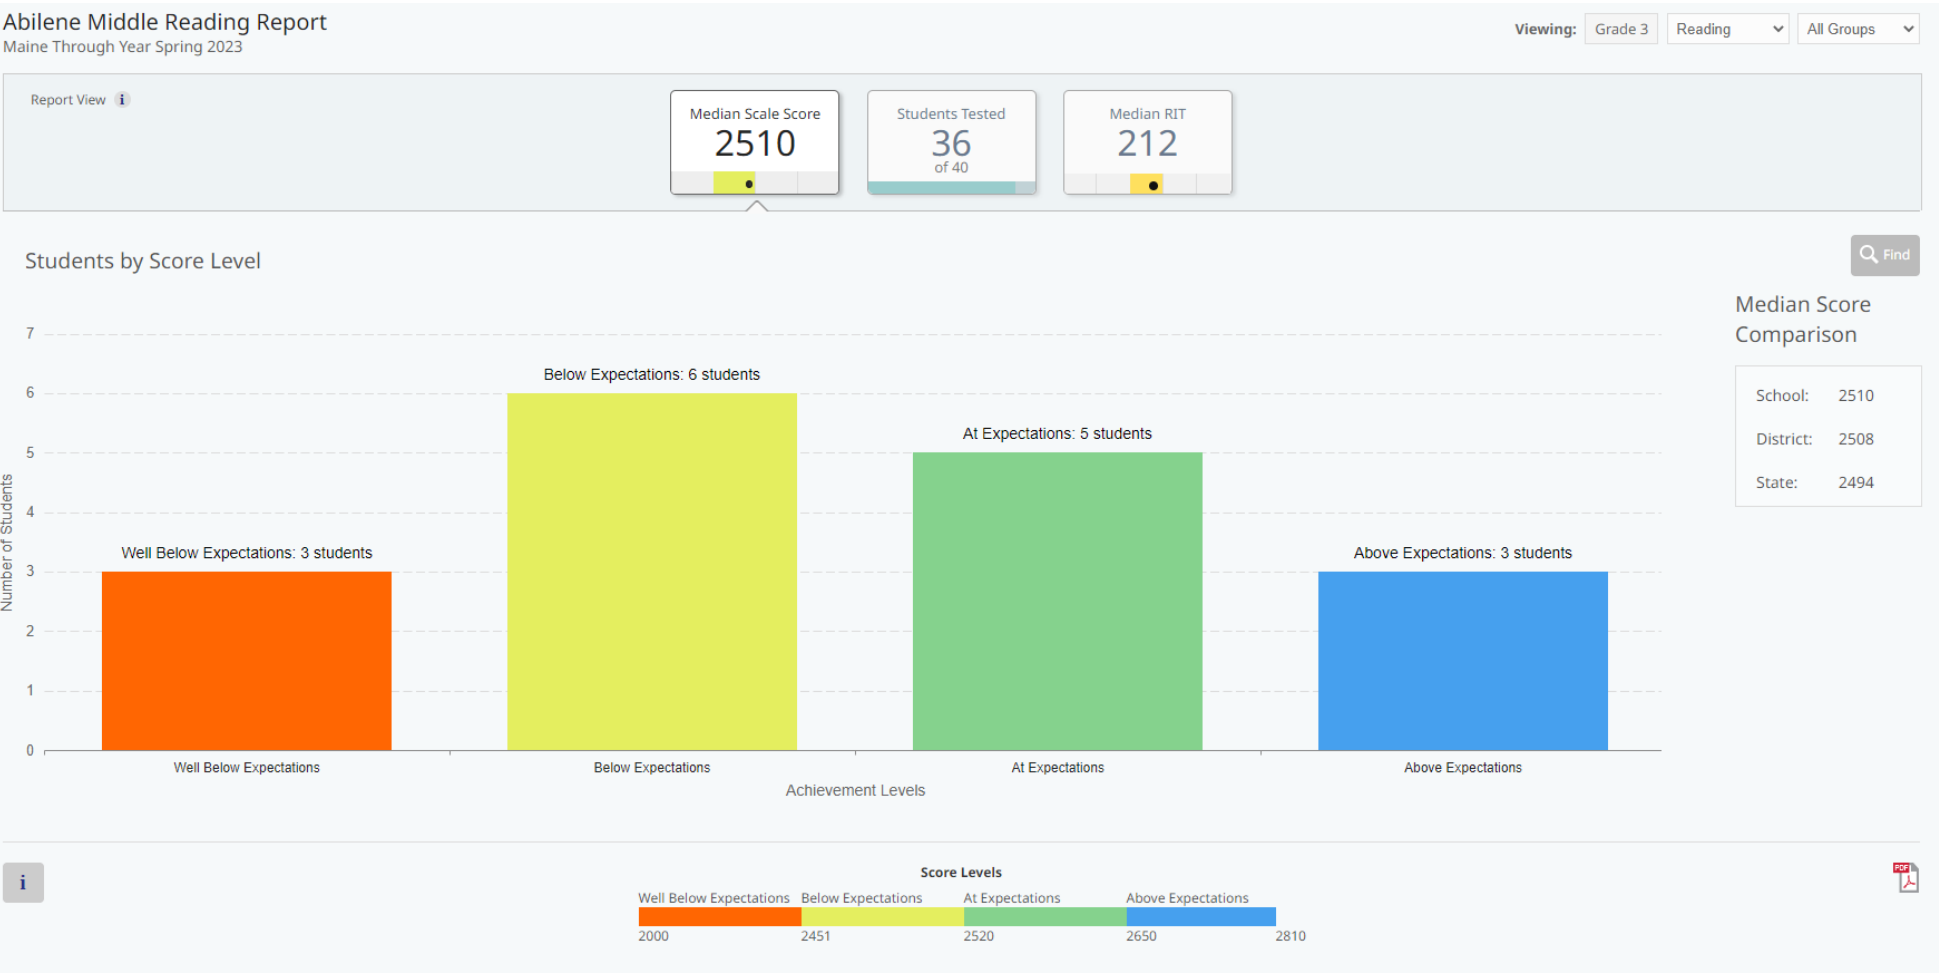 Abilene Middle Reading Report
Maine Through Year Spring 2023
Viewing: Grade 3 Reading All Groups
Report View i
Median Scale Score
2510
Students Tested
36
of 40
Median RIT
212
Students by Score Level
Find
Median Score
Comparison
School: 2510
District: 2508
State: 2494
Number of Students
7
6
5
4
3
2
1
0
Well Below Expectations: 3 students
Below Expectations: 6 students
At Expectations: 5 students
Above Expectations: 3 students
Well Below Expectations Below Expectations At Expectations Above Expectations
Achievement Levels
i
Score Levels
Well Below Expectations Below Expectations At Expectations Above Expectations
2000 2451 2520 2650 2810
PDF